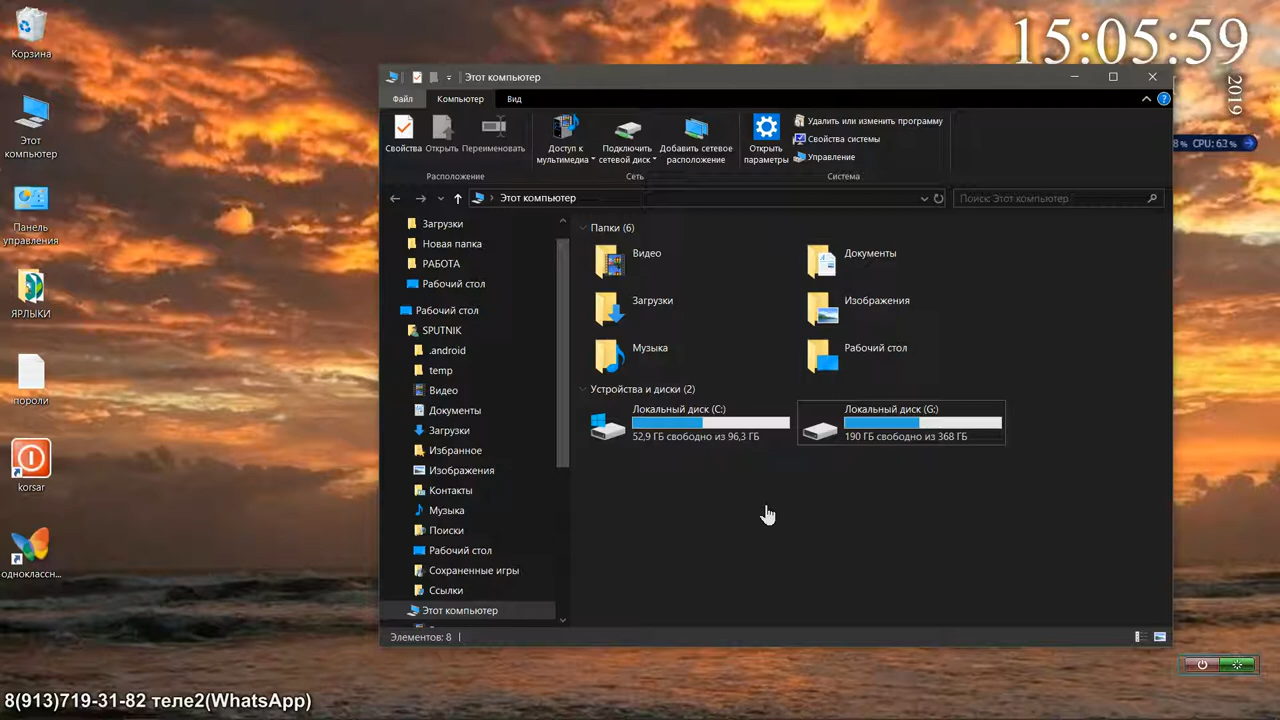 Корзина
Этот
компьютер
Панель
управления
ЯРЛЫКИ
пороли
korsar
одноклассн...
15:05:59
2019
8% CPU: 63%
Этот компьютер
Файл
Компьютер
Вид
Свойства
Открыть
Переименовать
Доступ к
мультимедиа
Подключить
сетевой диск
Добавить сетевое
расположение
Открыть
параметры
Удалить или изменить программу
Свойства системы
Управление
Расположение
Сеть
Система
Этот компьютер
Поиск: Этот компьютер
Загрузки
Новая папка
РАБОТА
Рабочий стол
Рабочий стол
SPUTNIK
.android
temp
Видео
Документы
Загрузки
Избранное
Изображения
Контакты
Музыка
Поиски
Рабочий стол
Сохраненные игры
Ссылки
Этот компьютер
Папки (6)
Видео
Документы
Загрузки
Изображения
Музыка
Рабочий стол
Устройства и диски (2)
Локальный диск (C:)
52,9 ГБ свободно из 96,3 ГБ
Локальный диск (G:)
190 ГБ свободно из 368 ГБ
Элементов: 8
8(913)719-31-82 теле2(WhatsApp)